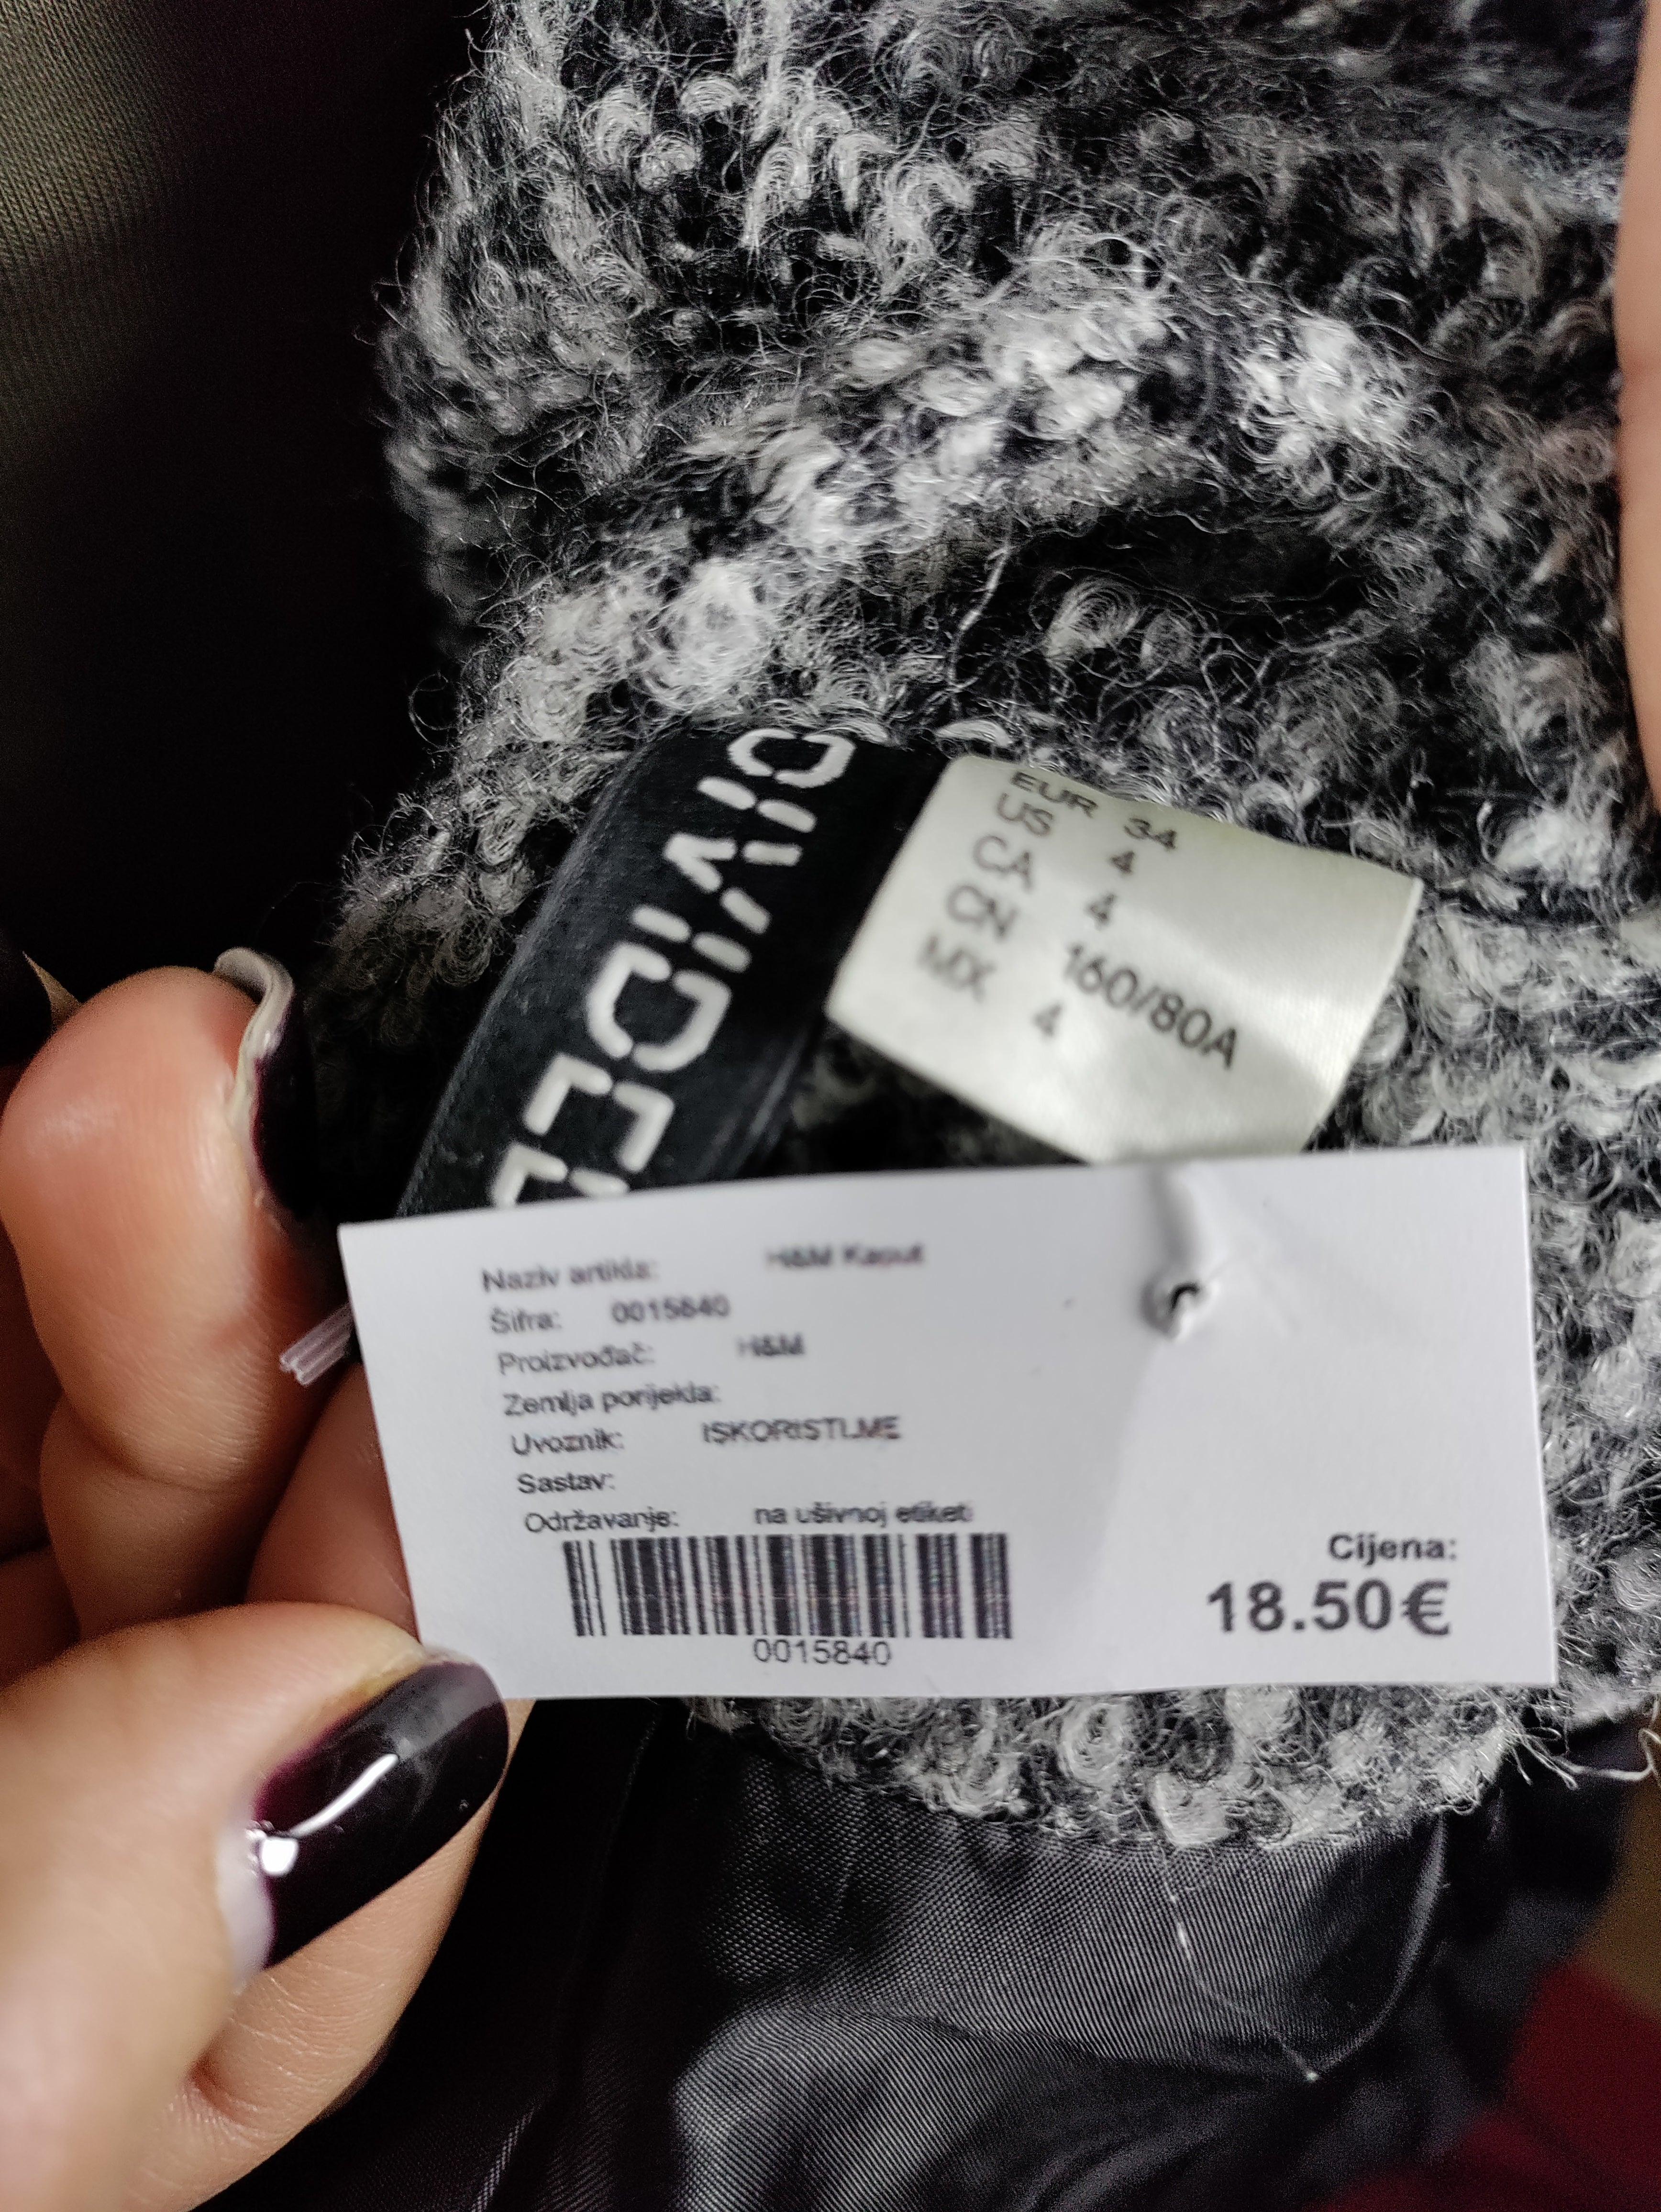 DIVIDED
EUR 34
US 4
CA 4
CN 160/80A
MX 4
Naziv artikla: H&M Kaput
Šifra: 0015840
Proizvođač: H&M
Zemlja porijekla:
Uvoznik: ISKORISTI.ME
Sastav:
Održavanje: na ušivnoj etiketi
0015840
Cijena:
18.50€